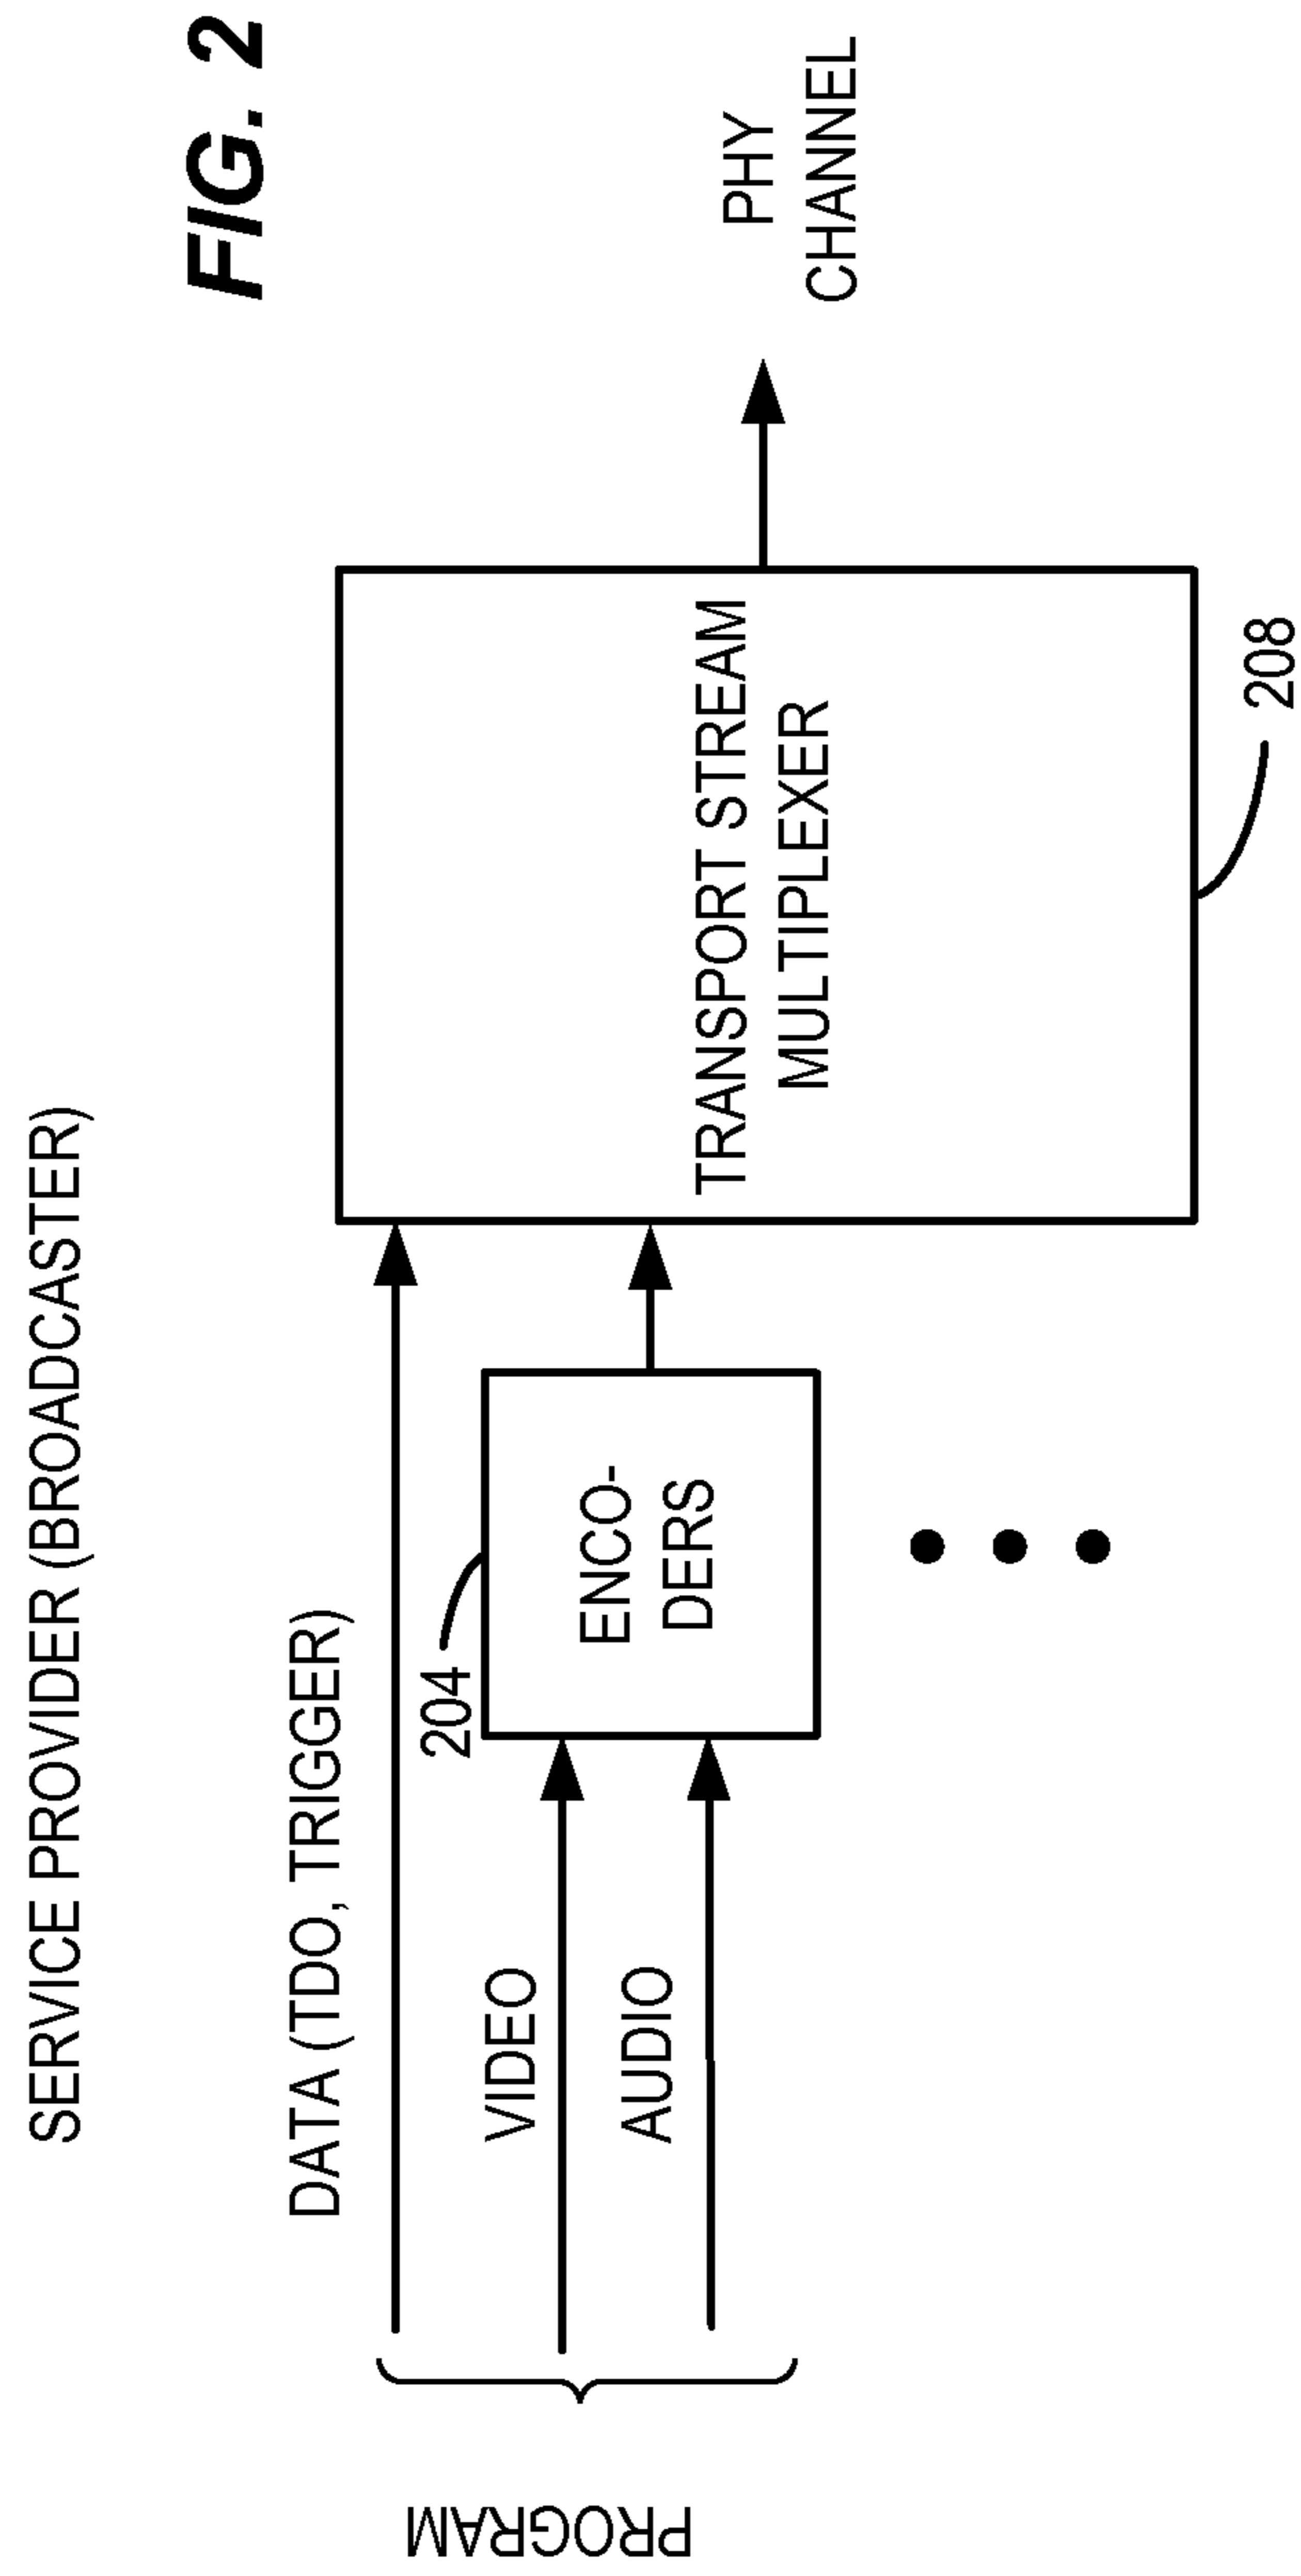 FIG. 2
SERVICE PROVIDER (BROADCASTER)
DATA (TDO, TRIGGER)
204
VIDEO
AUDIO
PROGRAM
ENCO-
DERS
TRANSPORT STREAM
MULTIPLEXER
208
PHY
CHANNEL